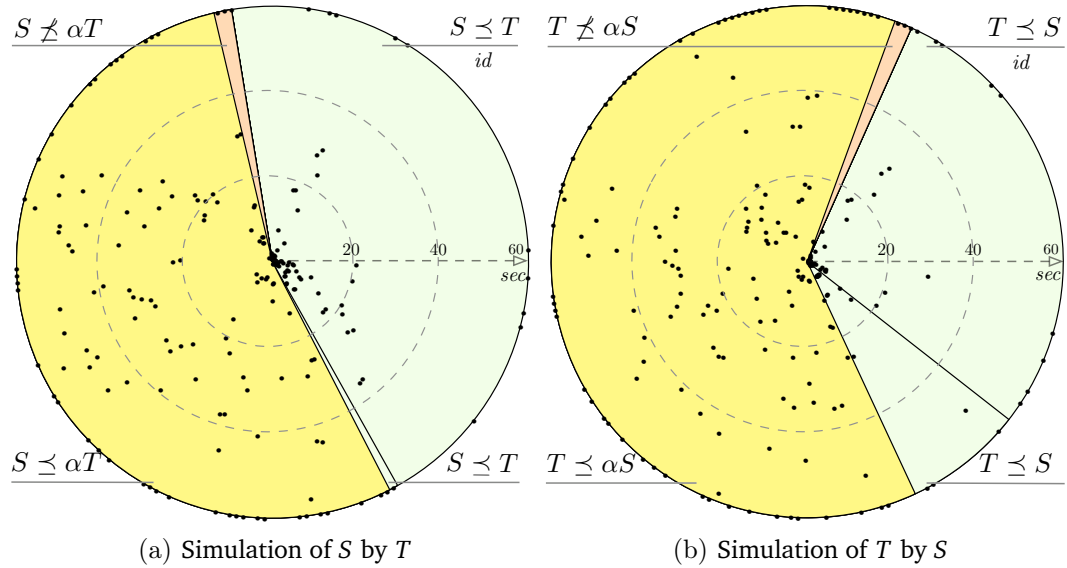 S ⋠ αT
S ⪯ T
id
20
40
60
sec
S ⪯ αT
S ⪯ T
(a) Simulation of S by T
T ⋠ αS
T ⪯ S
id
20
40
60
sec
T ⪯ αS
T ⪯ S
(b) Simulation of T by S